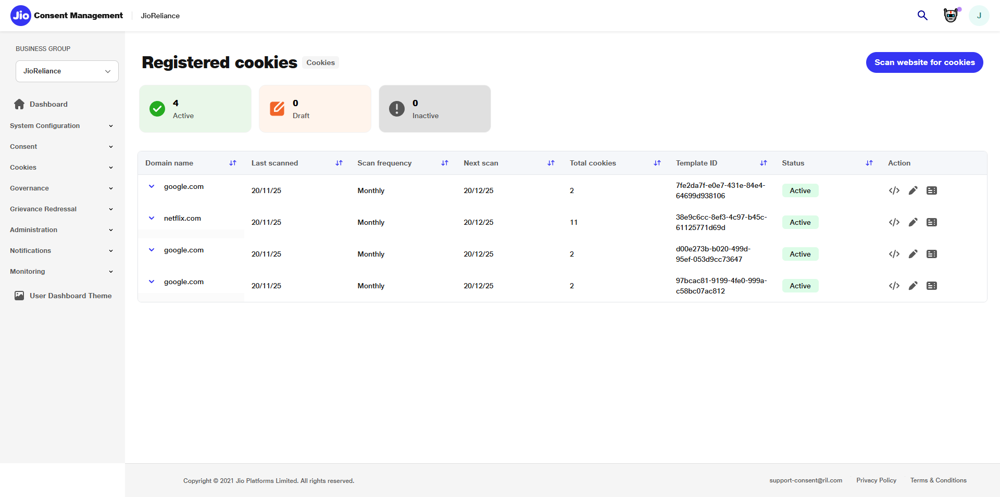 Jio Consent Management JioReliance J
BUSINESS GROUP
JioReliance
Dashboard
System Configuration
Consent
Cookies
Governance
Grievance Redressal
Administration
Notifications
Monitoring
User Dashboard Theme
Registered cookies Cookies
Scan website for cookies
4
Active
0
Draft
0
Inactive
Domain name Last scanned Scan frequency Next scan Total cookies Template ID Status Action
google.com 20/11/25 Monthly 20/12/25 2 7fe2da7f-e0e7-431e-84e4-
64699d938106 Active
netflix.com 20/11/25 Monthly 20/12/25 11 38e9c6cc-8ef3-4c97-b45c-
61125771d69d Active
google.com 20/11/25 Monthly 20/12/25 2 d00e273b-b020-499d-
95ef-053d9cc73647 Active
google.com 20/11/25 Monthly 20/12/25 2 97bcac81-9199-4fe0-999a-
c58bc07ac812 Active
Copyright © 2021 Jio Platforms Limited. All rights reserved.
support-consent@ril.com Privacy Policy Terms & Conditions